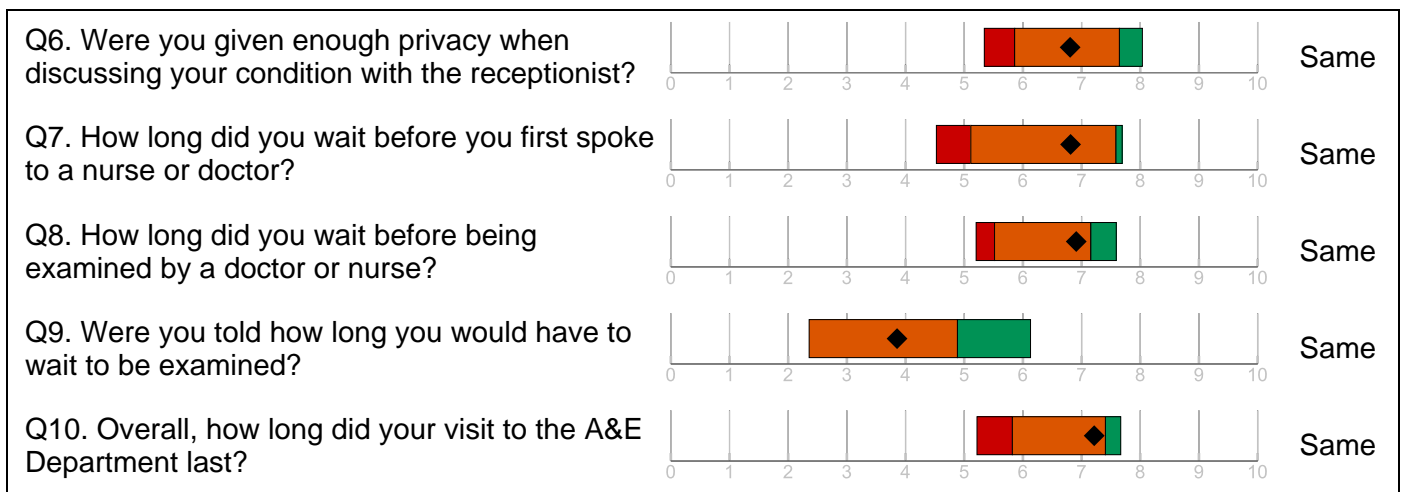 Q6. Were you given enough privacy when
discussing your condition with the receptionist?
0 1 2 3 4 5 6 7 8 9 10
Same
Q7. How long did you wait before you first spoke
to a nurse or doctor?
0 1 2 3 4 5 6 7 8 9 10
Same
Q8. How long did you wait before being
examined by a doctor or nurse?
0 1 2 3 4 5 6 7 8 9 10
Same
Q9. Were you told how long you would have to
wait to be examined?
0 1 2 3 4 5 6 7 8 9 10
Same
Q10. Overall, how long did your visit to the A&E
Department last?
0 1 2 3 4 5 6 7 8 9 10
Same